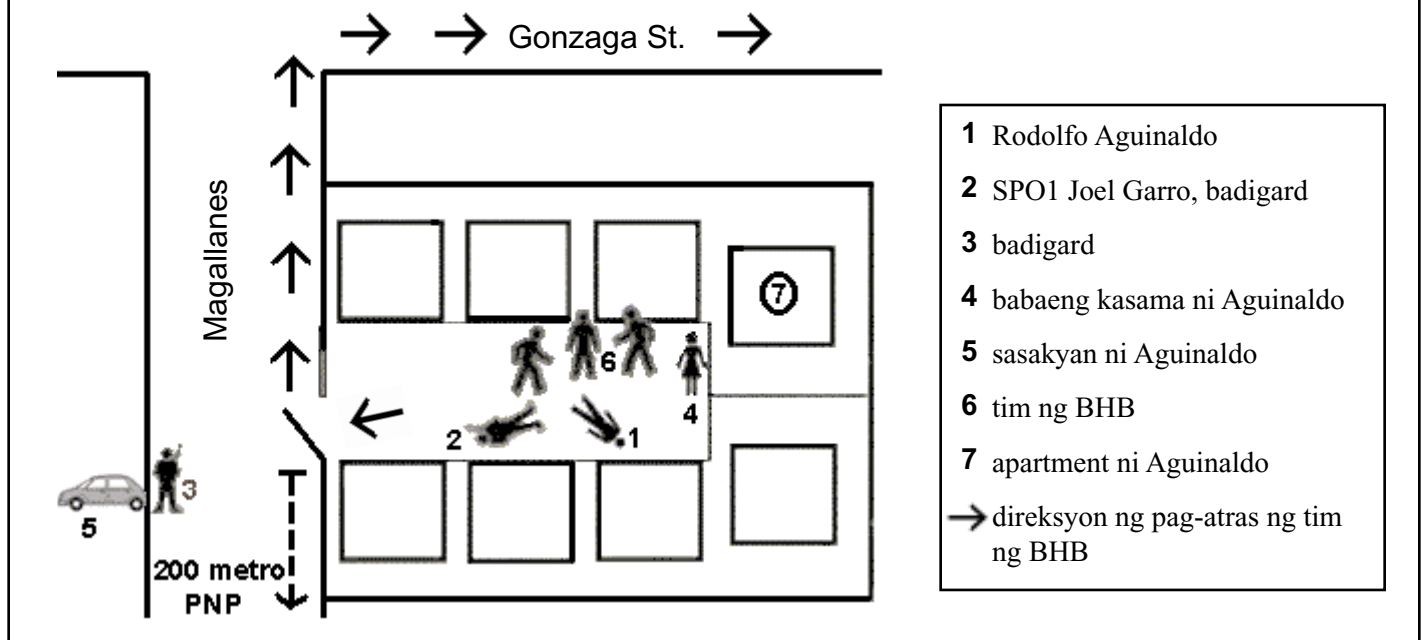 Gonzaga St.
Magallanes
7
6
4
2
1
3
5
200 metro
PNP
1 Rodolfo Aguinaldo
2 SPO1 Joel Garro, badigard
3 badigard
4 babaeng kasama ni Aguinaldo
5 sasakyan ni Aguinaldo
6 tim ng BHB
7 apartment ni Aguinaldo
→ direksyon ng pag-atras ng tim
ng BHB